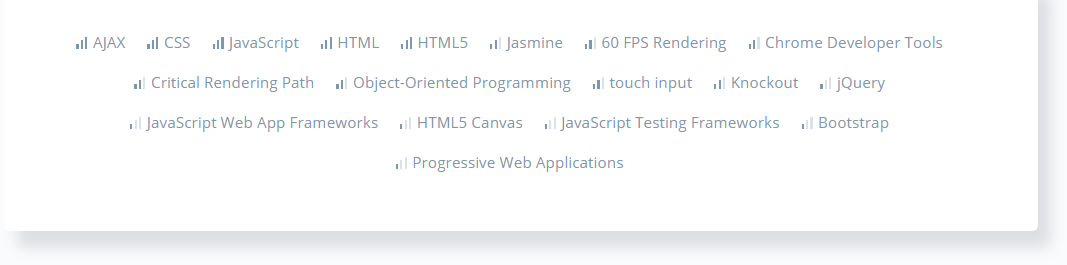 AJAX CSS JavaScript HTML HTML5 Jasmine 60 FPS Rendering Chrome Developer Tools
Critical Rendering Path Object-Oriented Programming touch input Knockout jQuery
JavaScript Web App Frameworks HTML5 Canvas JavaScript Testing Frameworks Bootstrap
Progressive Web Applications